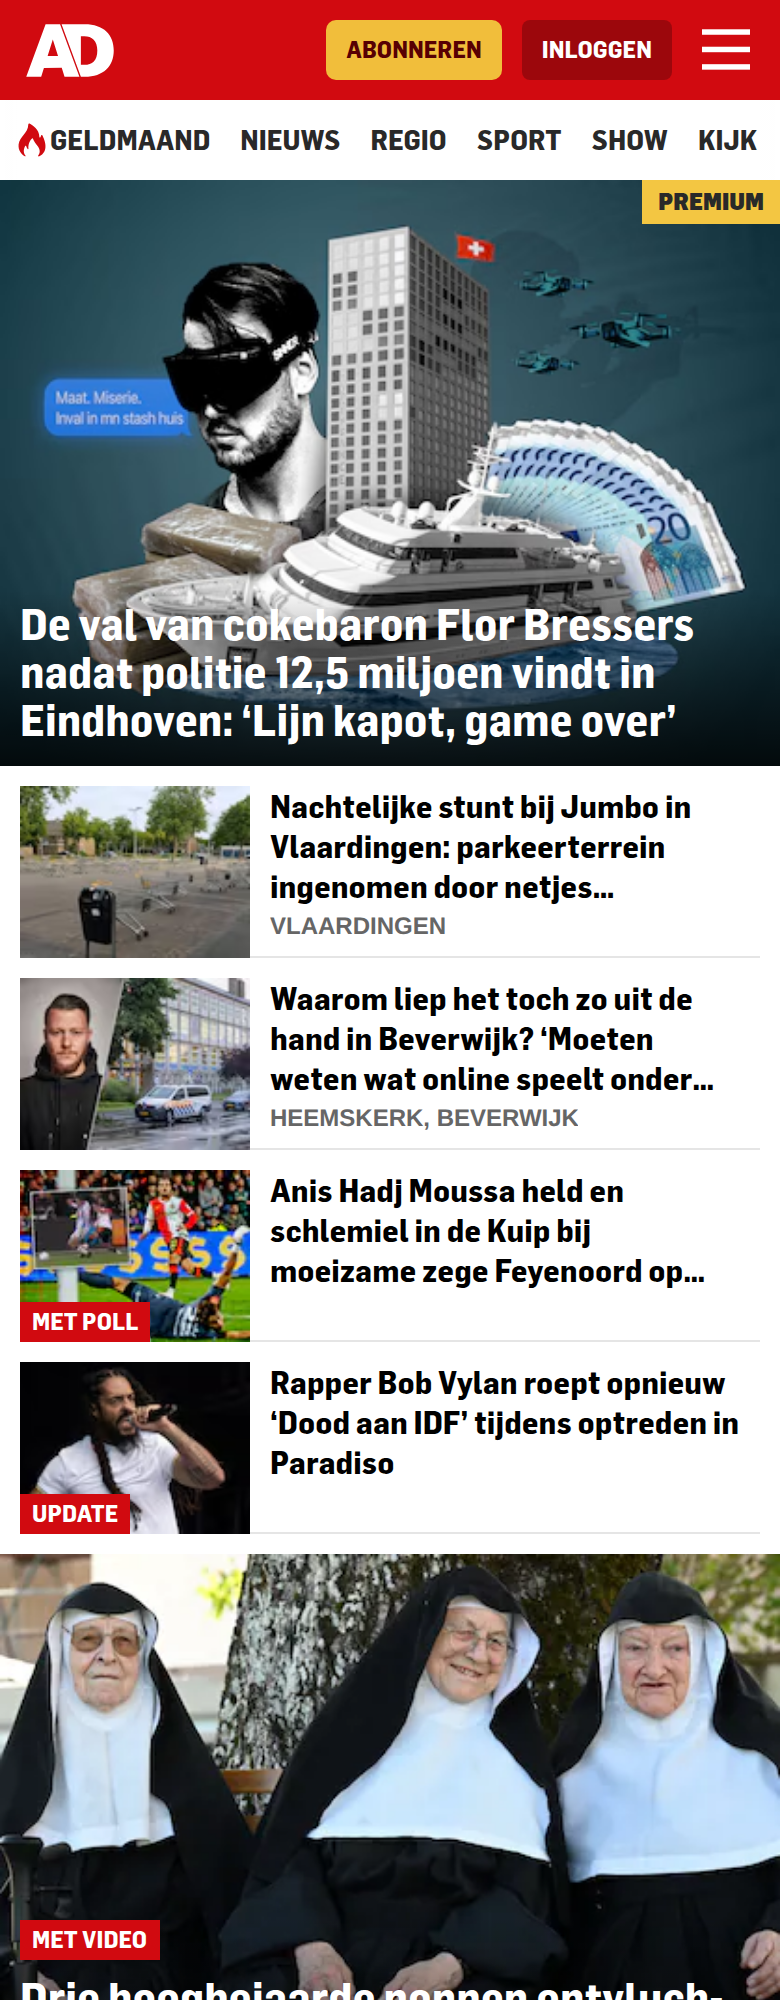 AD
ABONNEREN
INLOGGEN
GELDMAAND NIEUWS REGIO SPORT SHOW KIJK
PREMIUM
Maat. Miserie.
Inval in mn stash huis
20
De val van cokebaron Flor Bressers
nadat politie 12,5 miljoen vindt in
Eindhoven: ‘Lijn kapot, game over’
Nachtelijke stunt bij Jumbo in
Vlaardingen: parkeerterrein
ingenomen door netjes...
VLAARDINGEN
Waarom liep het toch zo uit de
hand in Beverwijk? ‘Moeten
weten wat online speelt onder...
HEEMSKERK, BEVERWIJK
Anis Hadj Moussa held en
schlemiel in de Kuip bij
moeizame zege Feyenoord op...
MET POLL
Rapper Bob Vylan roept opnieuw
‘Dood aan IDF’ tijdens optreden in
Paradiso
UPDATE
MET VIDEO
Drie hoogbejaarde nonnen ontvluch-